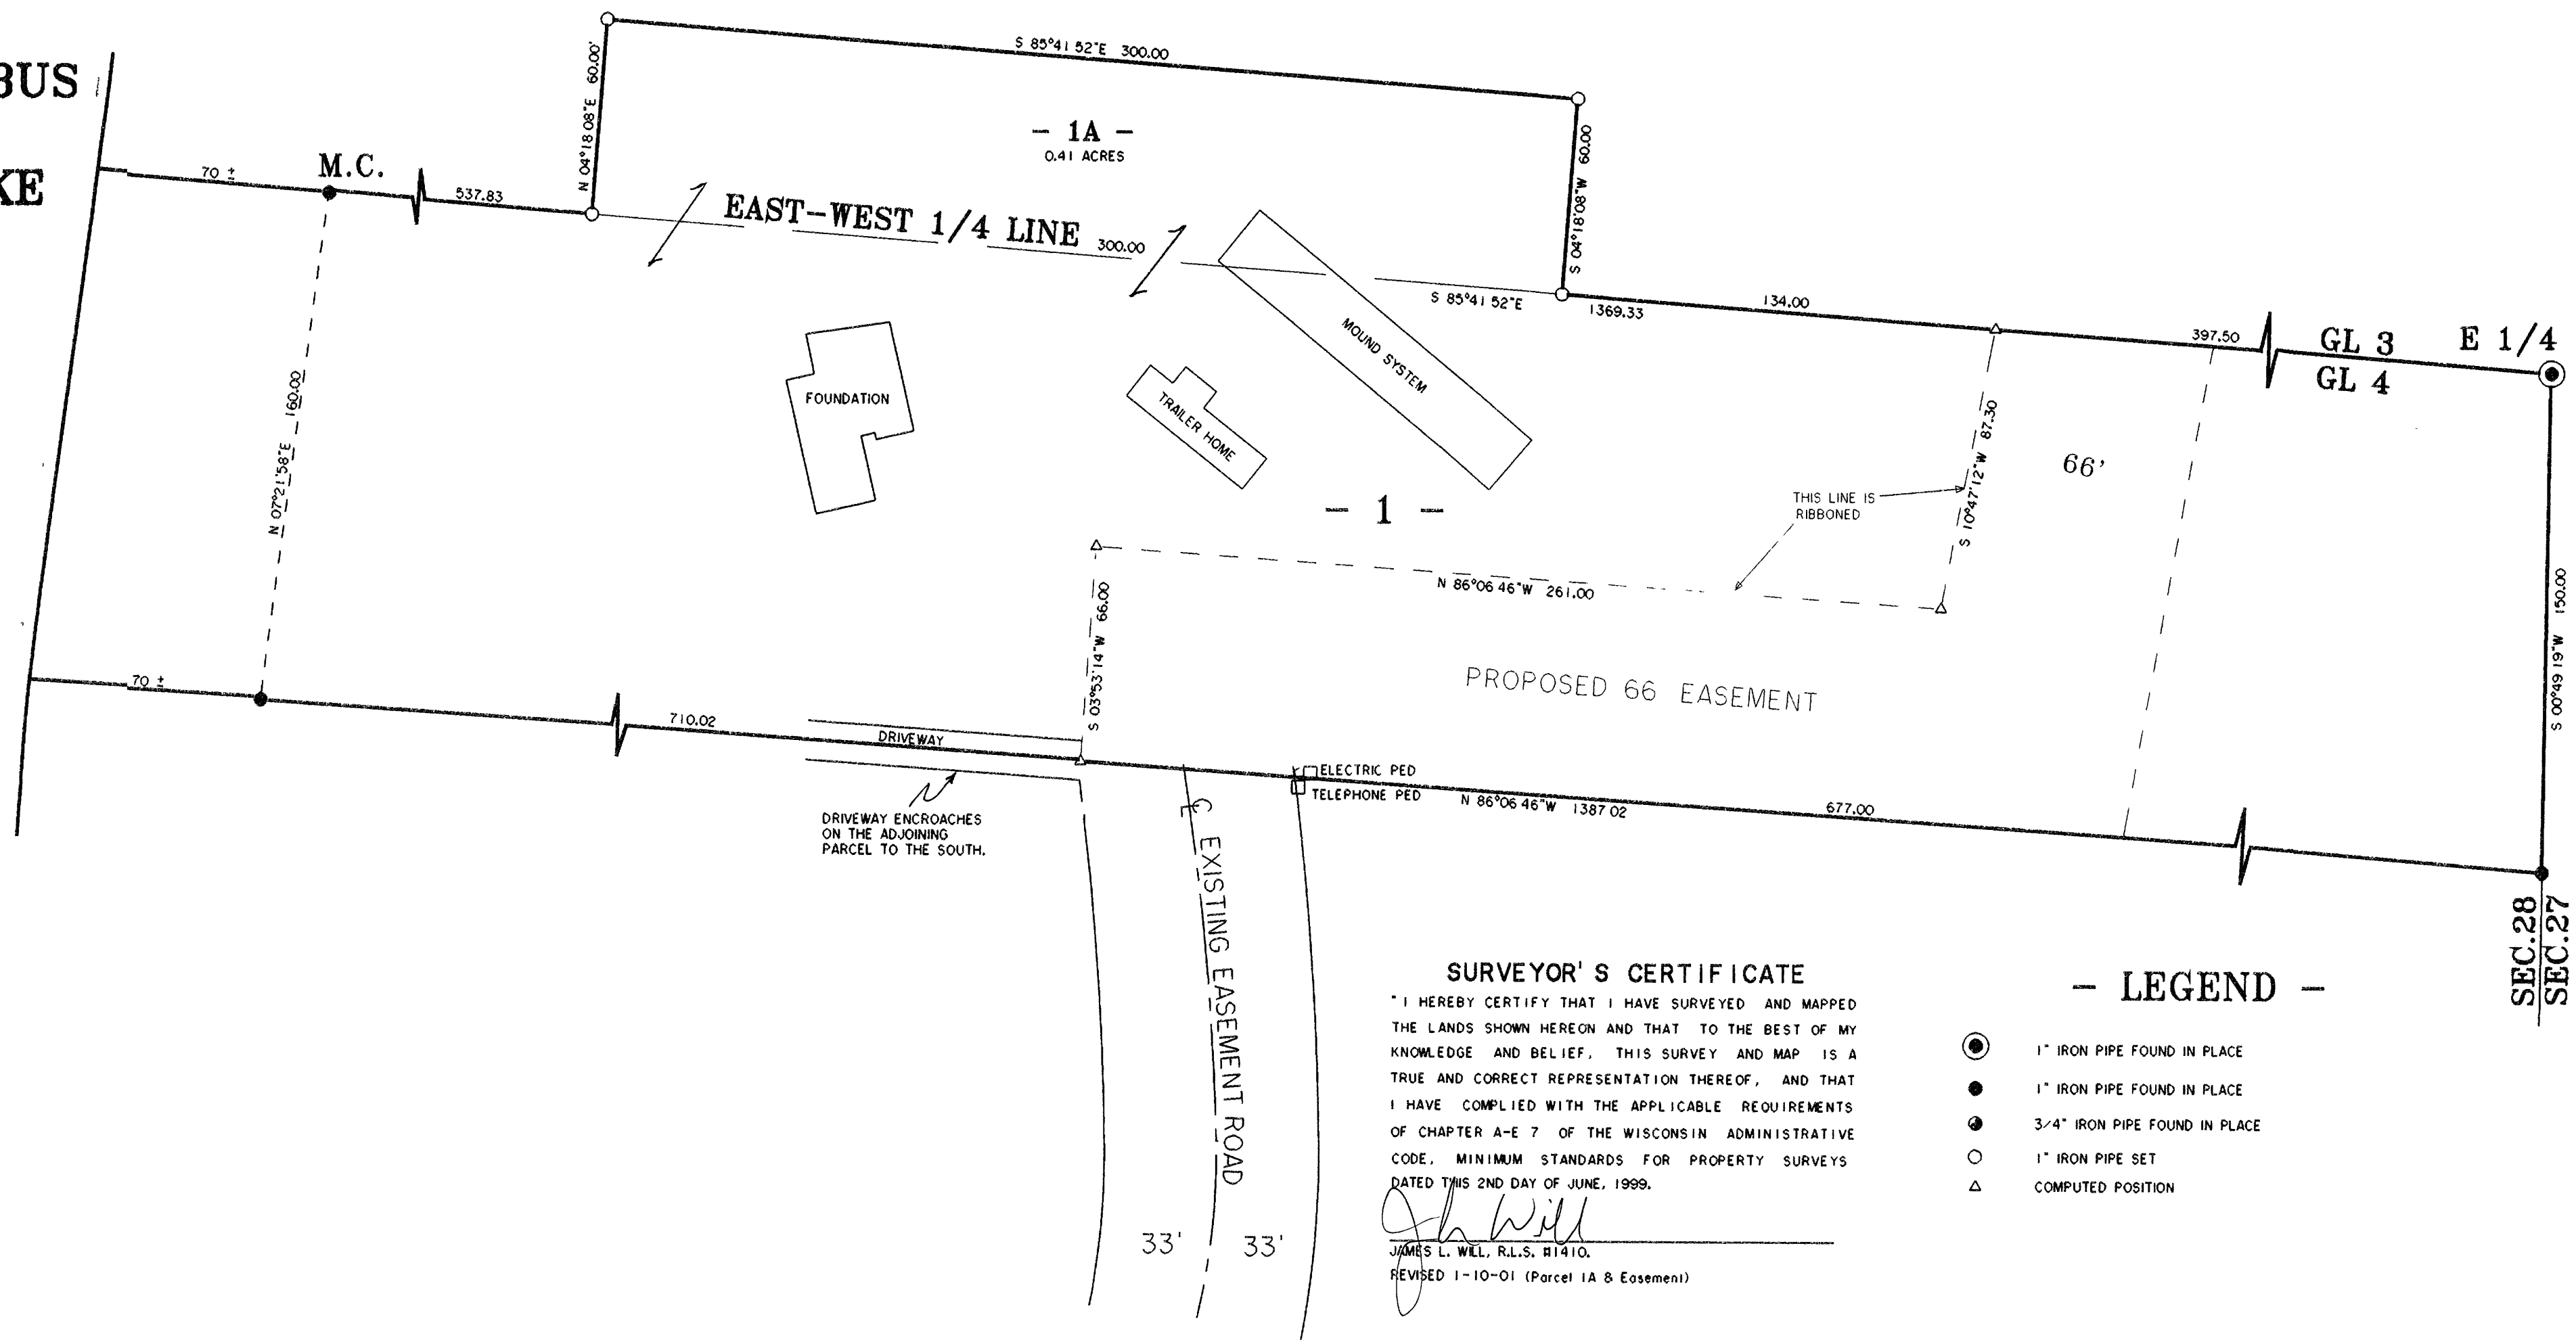 BUS
KE
S 85°41 52"E 300.00
N 04°18 08"E 60.00'
- 1A -
0.41 ACRES
S 04°18'08"W 60.00
70 ±
M.C.
537.83
EAST-WEST 1/4 LINE
300.00
S 85°41 52"E
1369.33
134.00
397.50
GL 3
GL 4
E 1/4
FOUNDATION
TRAILER HOME
MOUND SYSTEM
N 07°21'58"E 160.00
- 1 -
THIS LINE IS
RIBBONED
S 10°47'12"W 87.30
66'
S 00°49 16"W 150.00
N 86°06 46"W 261.00
S 03°53'14"W 66.00
PROPOSED 66 EASEMENT
70 ±
710.02
DRIVEWAY
DRIVEWAY ENCROACHES
ON THE ADJOINING
PARCEL TO THE SOUTH.
ELECTRIC PED
TELEPHONE PED
N 86°06 46"W 1387 02
677.00
℄ EXISTING EASEMENT ROAD
33'
33'
SEC.28
SEC.27
SURVEYOR'S CERTIFICATE
"I HEREBY CERTIFY THAT I HAVE SURVEYED AND MAPPED
THE LANDS SHOWN HEREON AND THAT TO THE BEST OF MY
KNOWLEDGE AND BELIEF, THIS SURVEY AND MAP IS A
TRUE AND CORRECT REPRESENTATION THEREOF, AND THAT
I HAVE COMPLIED WITH THE APPLICABLE REQUIREMENTS
OF CHAPTER A-E 7 OF THE WISCONSIN ADMINISTRATIVE
CODE, MINIMUM STANDARDS FOR PROPERTY SURVEYS
DATED THIS 2ND DAY OF JUNE, 1999.
JAMES L. WILL, R.L.S. #1410.
REVISED 1-10-01 (Parcel 1A & Easement)
- LEGEND -
1" IRON PIPE FOUND IN PLACE
1" IRON PIPE FOUND IN PLACE
3/4" IRON PIPE FOUND IN PLACE
1" IRON PIPE SET
COMPUTED POSITION